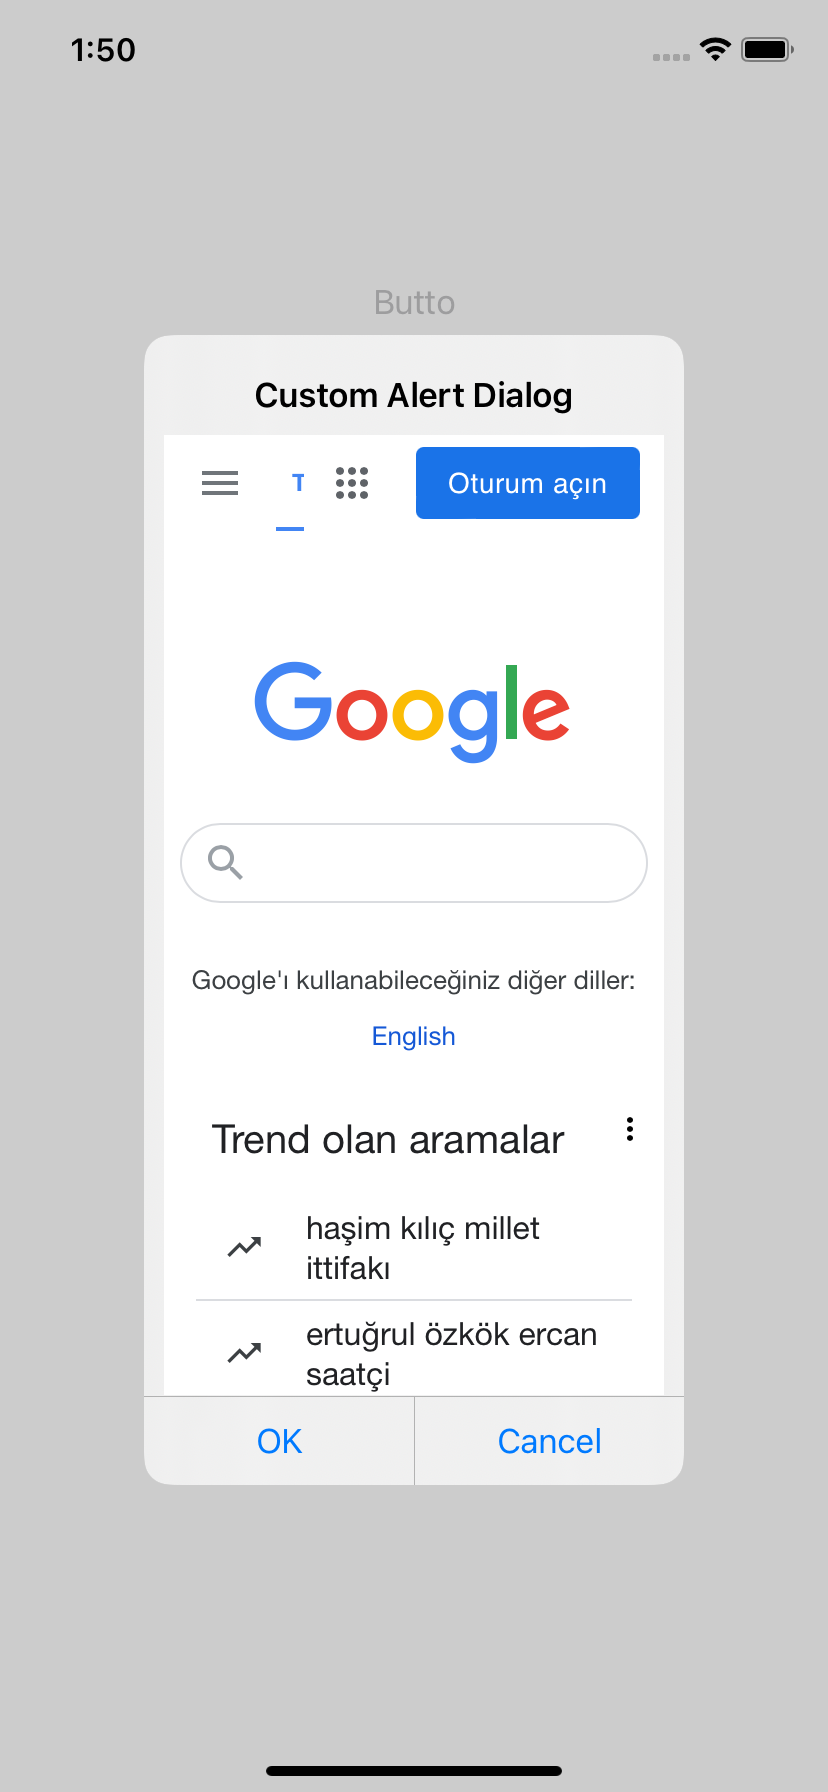 1:50
Butto
Custom Alert Dialog
T
Oturum açın
Google
Google'ı kullanabileceğiniz diğer diller:
English
Trend olan aramalar
haşim kılıç millet
ittifakı
ertuğrul özkök ercan
saatçi
OK
Cancel